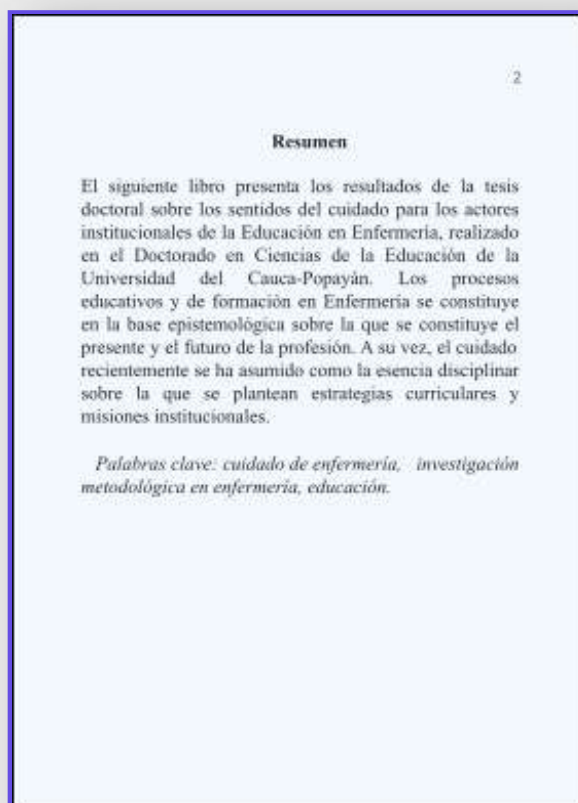 2
Resumen
El siguiente libro presenta los resultados de la tesis
doctoral sobre los sentidos del cuidado para los actores
institucionales de la Educación en Enfermería, realizado
en el Doctorado en Ciencias de la Educación de la
Universidad del Cauca-Popayán. Los procesos
educativos y de formación en Enfermería se constituye
en la base epistemológica sobre la que se constituye el
presente y el futuro de la profesión. A su vez, el cuidado
recientemente se ha asumido como la esencia disciplinar
sobre la que se plantean estrategias curriculares y
misiones institucionales.
Palabras clave: cuidado de enfermería, investigación
metodológica en enfermería, educación.